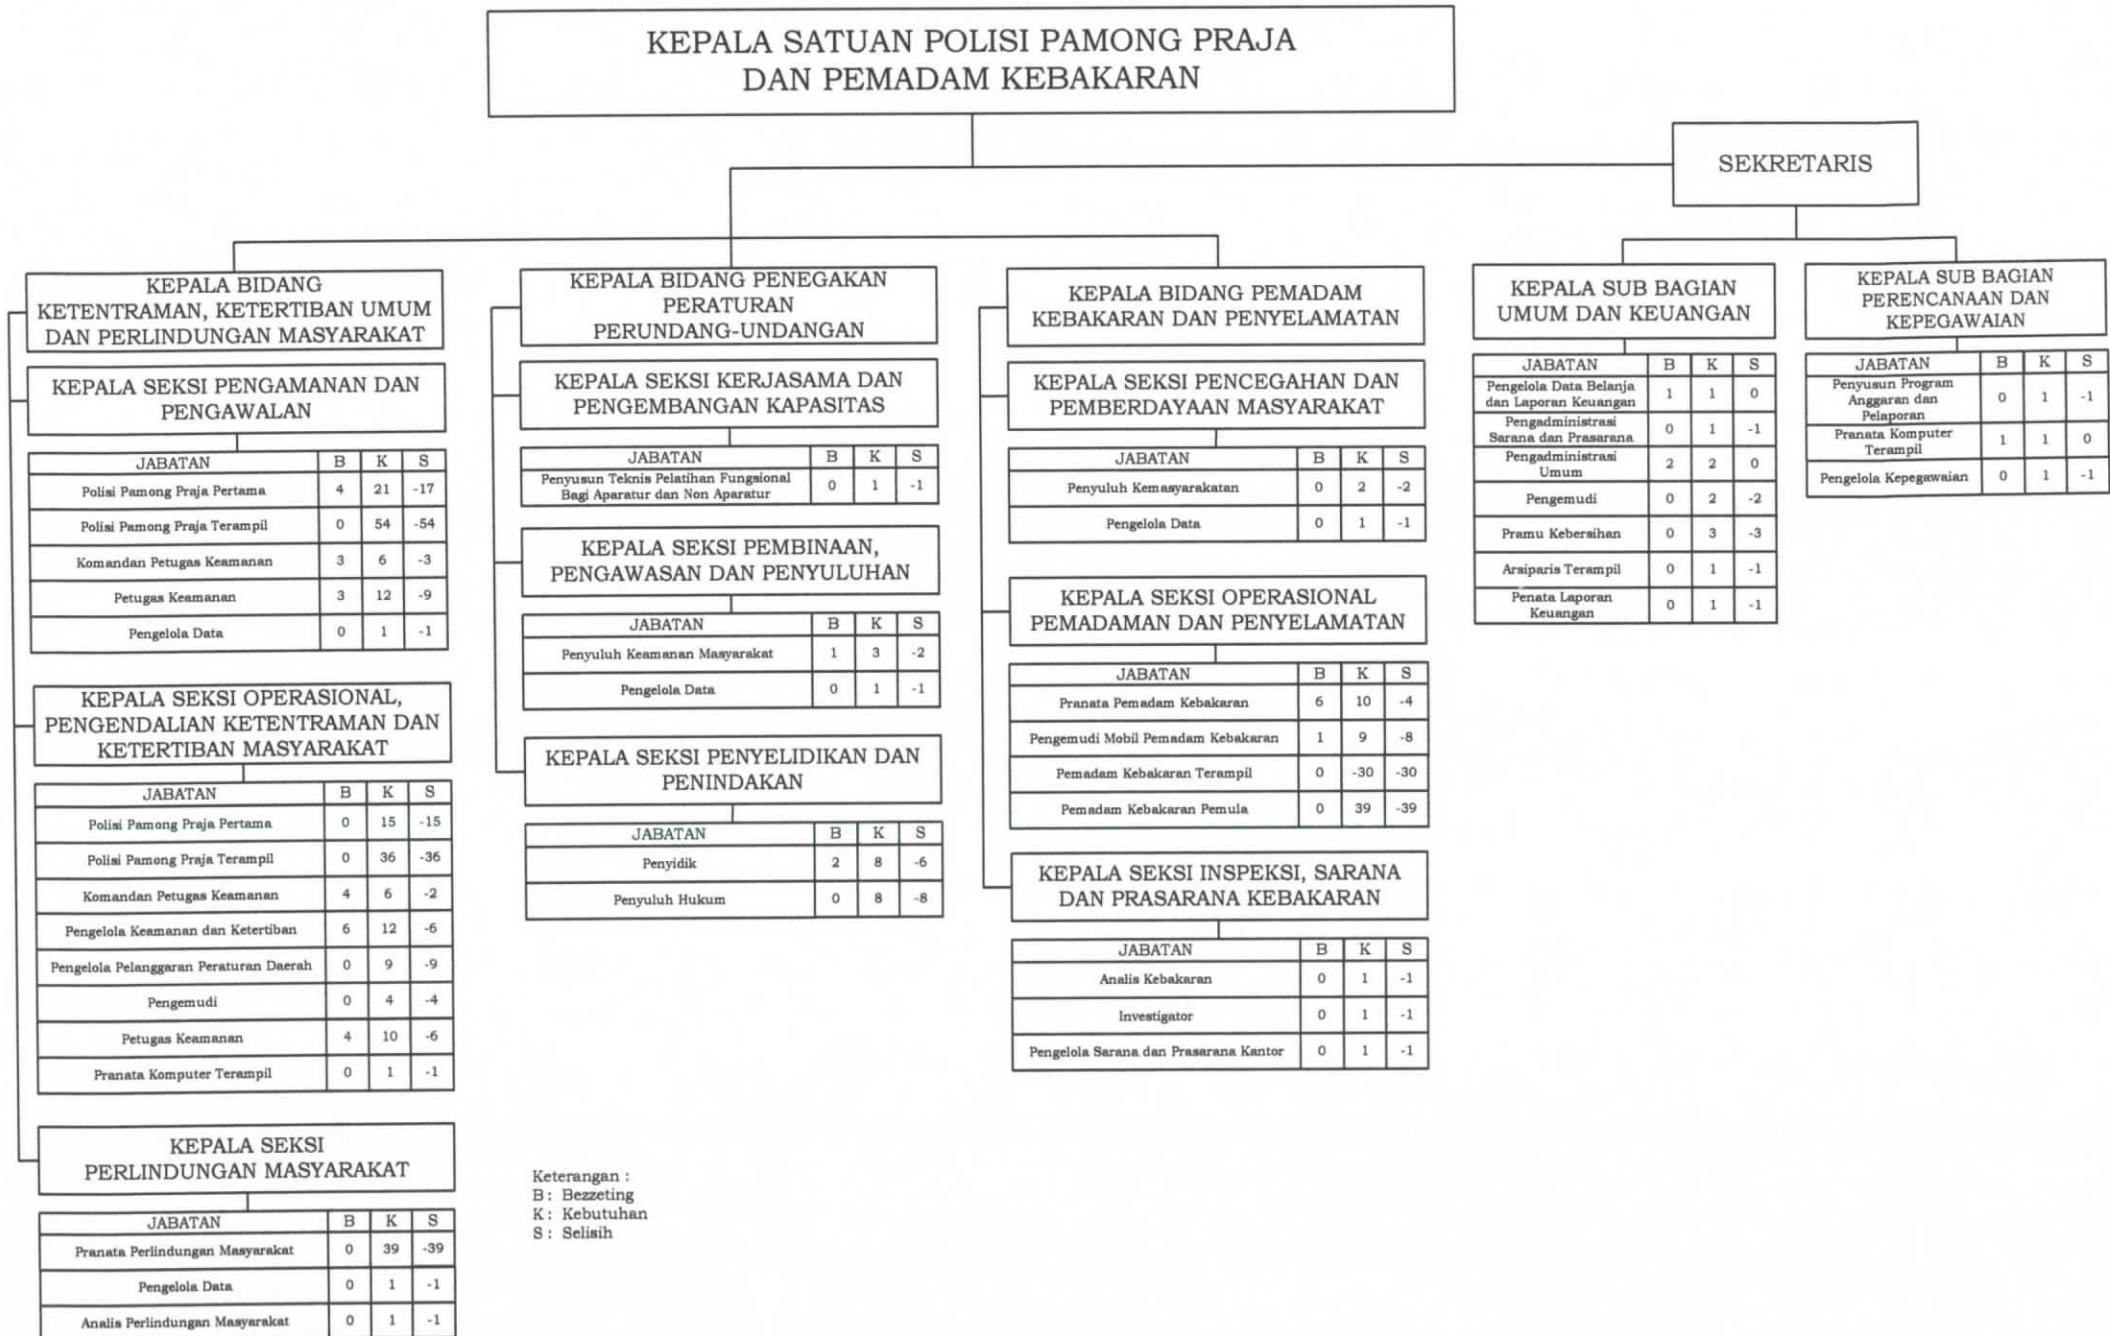 KEPALA SATUAN POLISI PAMONG PRAJA
DAN PEMADAM KEBAKARAN
SEKRETARIS
KEPALA BIDANG
KETENTRAMAN, KETERTIBAN UMUM
DAN PERLINDUNGAN MASYARAKAT
KEPALA SEKSI PENGAMANAN DAN
PENGAWALAN
JABATAN B K S
Polisi Pamong Praja Pertama 4 21 -17
Polisi Pamong Praja Terampil 0 54 -54
Komandan Petugas Keamanan 3 6 -3
Petugas Keamanan 3 12 -9
Pengelola Data 0 1 -1
KEPALA SEKSI OPERASIONAL,
PENGENDALIAN KETENTRAMAN DAN
KETERTIBAN MASYARAKAT
JABATAN B K S
Polisi Pamong Praja Pertama 0 15 -15
Polisi Pamong Praja Terampil 0 36 -36
Komandan Petugas Keamanan 4 6 -2
Pengelola Keamanan dan Ketertiban 6 12 -6
Pengelola Pelanggaran Peraturan Daerah 0 9 -9
Pengemudi 0 4 -4
Petugas Keamanan 4 10 -6
Pranata Komputer Terampil 0 1 -1
KEPALA SEKSI
PERLINDUNGAN MASYARAKAT
JABATAN B K S
Pranata Perlindungan Masyarakat 0 39 -39
Pengelola Data 0 1 -1
Analis Perlindungan Masyarakat 0 1 -1
KEPALA BIDANG PENEGAKAN
PERATURAN
PERUNDANG-UNDANGAN
KEPALA SEKSI KERJASAMA DAN
PENGEMBANGAN KAPASITAS
JABATAN B K S
Penyusun Teknis Pelatihan Fungsional
Bagi Aparatur dan Non Aparatur 0 1 -1
KEPALA SEKSI PEMBINAAN,
PENGAWASAN DAN PENYULUHAN
JABATAN B K S
Penyuluh Keamanan Masyarakat 1 3 -2
Pengelola Data 0 1 -1
KEPALA SEKSI PENYELIDIKAN DAN
PENINDAKAN
JABATAN B K S
Penyidik 2 8 -6
Penyuluh Hukum 0 8 -8
Keterangan :
B : Bezzeting
K : Kebutuhan
S : Selisih
KEPALA BIDANG PEMADAM
KEBAKARAN DAN PENYELAMATAN
KEPALA SEKSI PENCEGAHAN DAN
PEMBERDAYAAN MASYARAKAT
JABATAN B K S
Penyuluh Kemasyarakatan 0 2 -2
Pengelola Data 0 1 -1
KEPALA SEKSI OPERASIONAL
PEMADAMAN DAN PENYELAMATAN
JABATAN B K S
Pranata Pemadam Kebakaran 6 10 -4
Pengemudi Mobil Pemadam Kebakaran 1 9 -8
Pemadam Kebakaran Terampil 0 -30 -30
Pemadam Kebakaran Pemula 0 39 -39
KEPALA SEKSI INSPEKSI, SARANA
DAN PRASARANA KEBAKARAN
JABATAN B K S
Analis Kebakaran 0 1 -1
Investigator 0 1 -1
Pengelola Sarana dan Prasarana Kantor 0 1 -1
KEPALA SUB BAGIAN
UMUM DAN KEUANGAN
JABATAN B K S
Pengelola Data Belanja
dan Laporan Keuangan 1 1 0
Pengadministrasi
Sarana dan Prasarana 0 1 -1
Pengadministrasi
Umum 2 2 0
Pengemudi 0 2 -2
Pramu Kebersihan 0 3 -3
Arsiparis Terampil 0 1 -1
Penata Laporan
Keuangan 0 1 -1
KEPALA SUB BAGIAN
PERENCANAAN DAN
KEPEGAWAIAN
JABATAN B K S
Penyusun Program
Anggaran dan
Pelaporan 0 1 -1
Pranata Komputer
Terampil 1 1 0
Pengelola Kepegawaian 0 1 -1